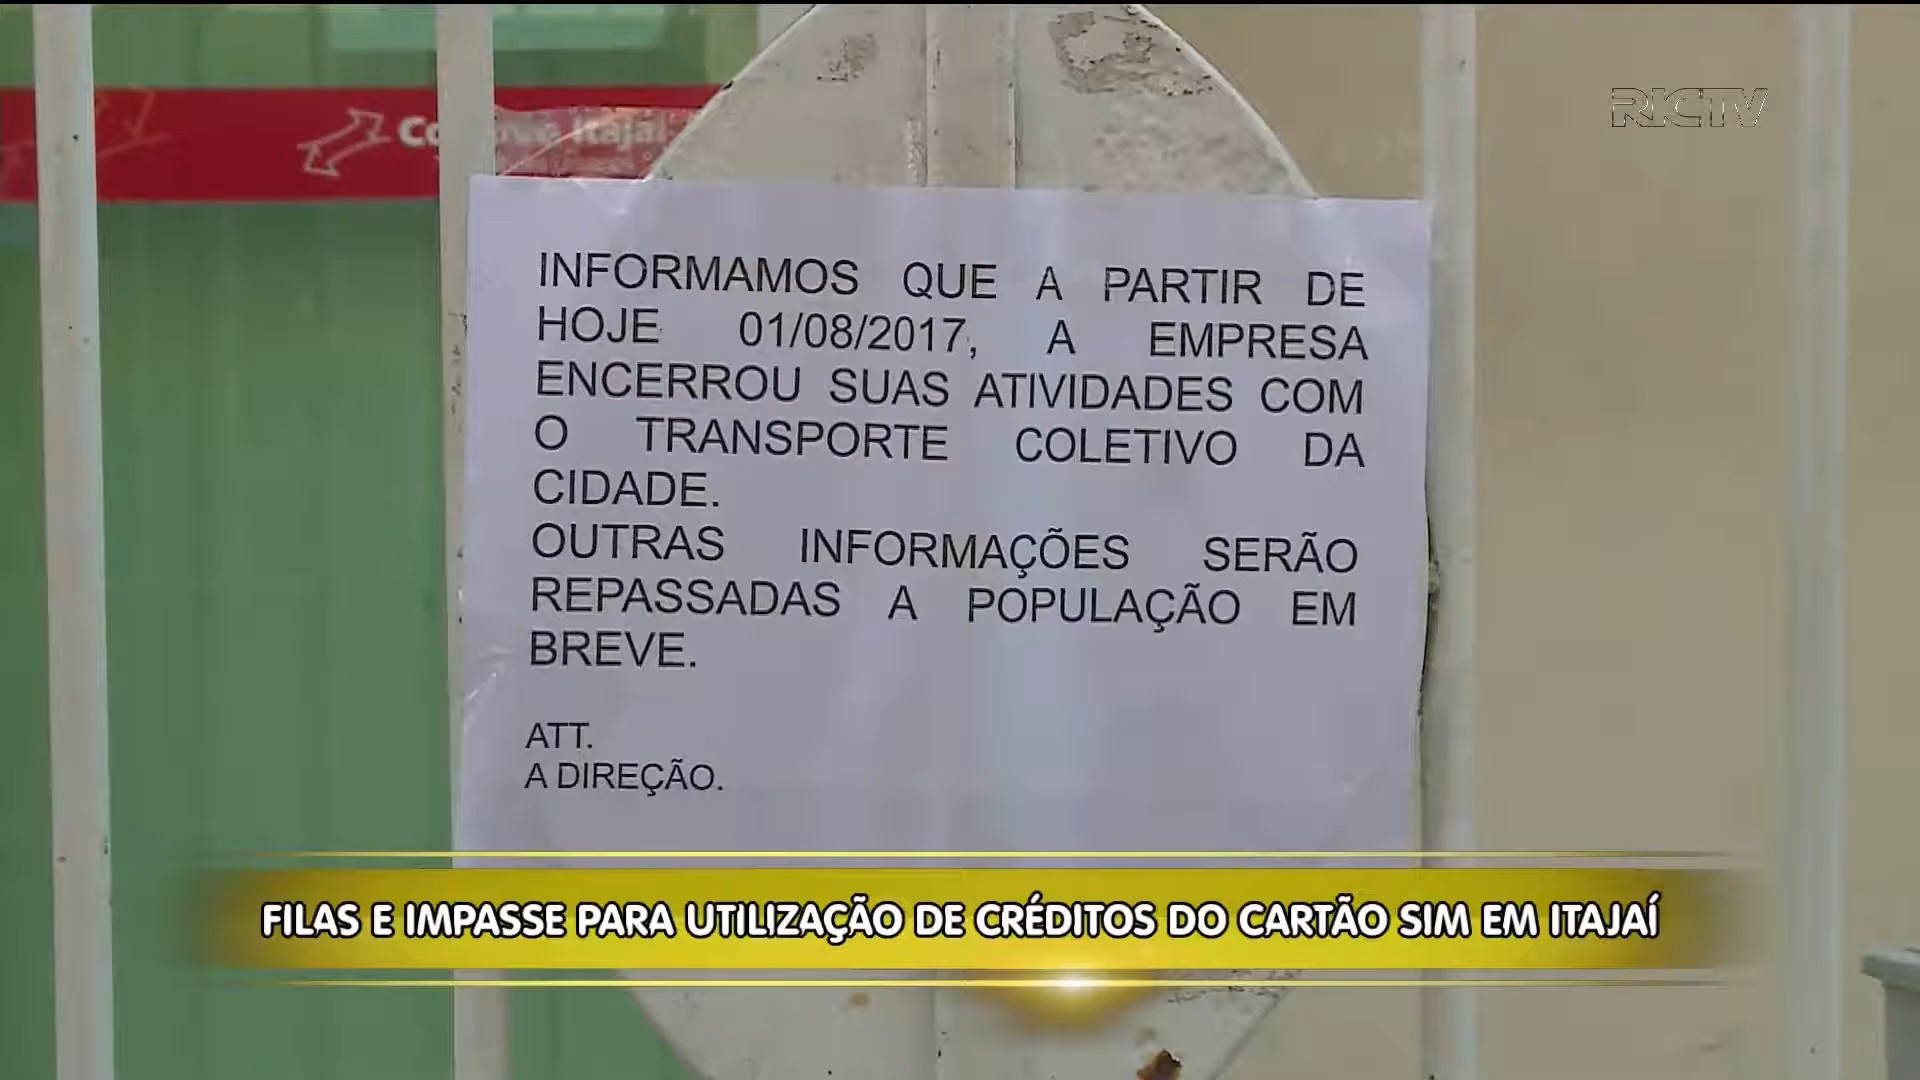 RICTV
INFORMAMOS QUE A PARTIR DE
HOJE 01/08/2017, A EMPRESA
ENCERROU SUAS ATIVIDADES COM
O TRANSPORTE COLETIVO DA
CIDADE.
OUTRAS INFORMAÇÕES SERÃO
REPASSADAS A POPULAÇÃO EM
BREVE.
ATT.
A DIREÇÃO.
FILAS E IMPASSE PARA UTILIZAÇÃO DE CRÉDITOS DO CARTÃO SIM EM ITAJAÍ